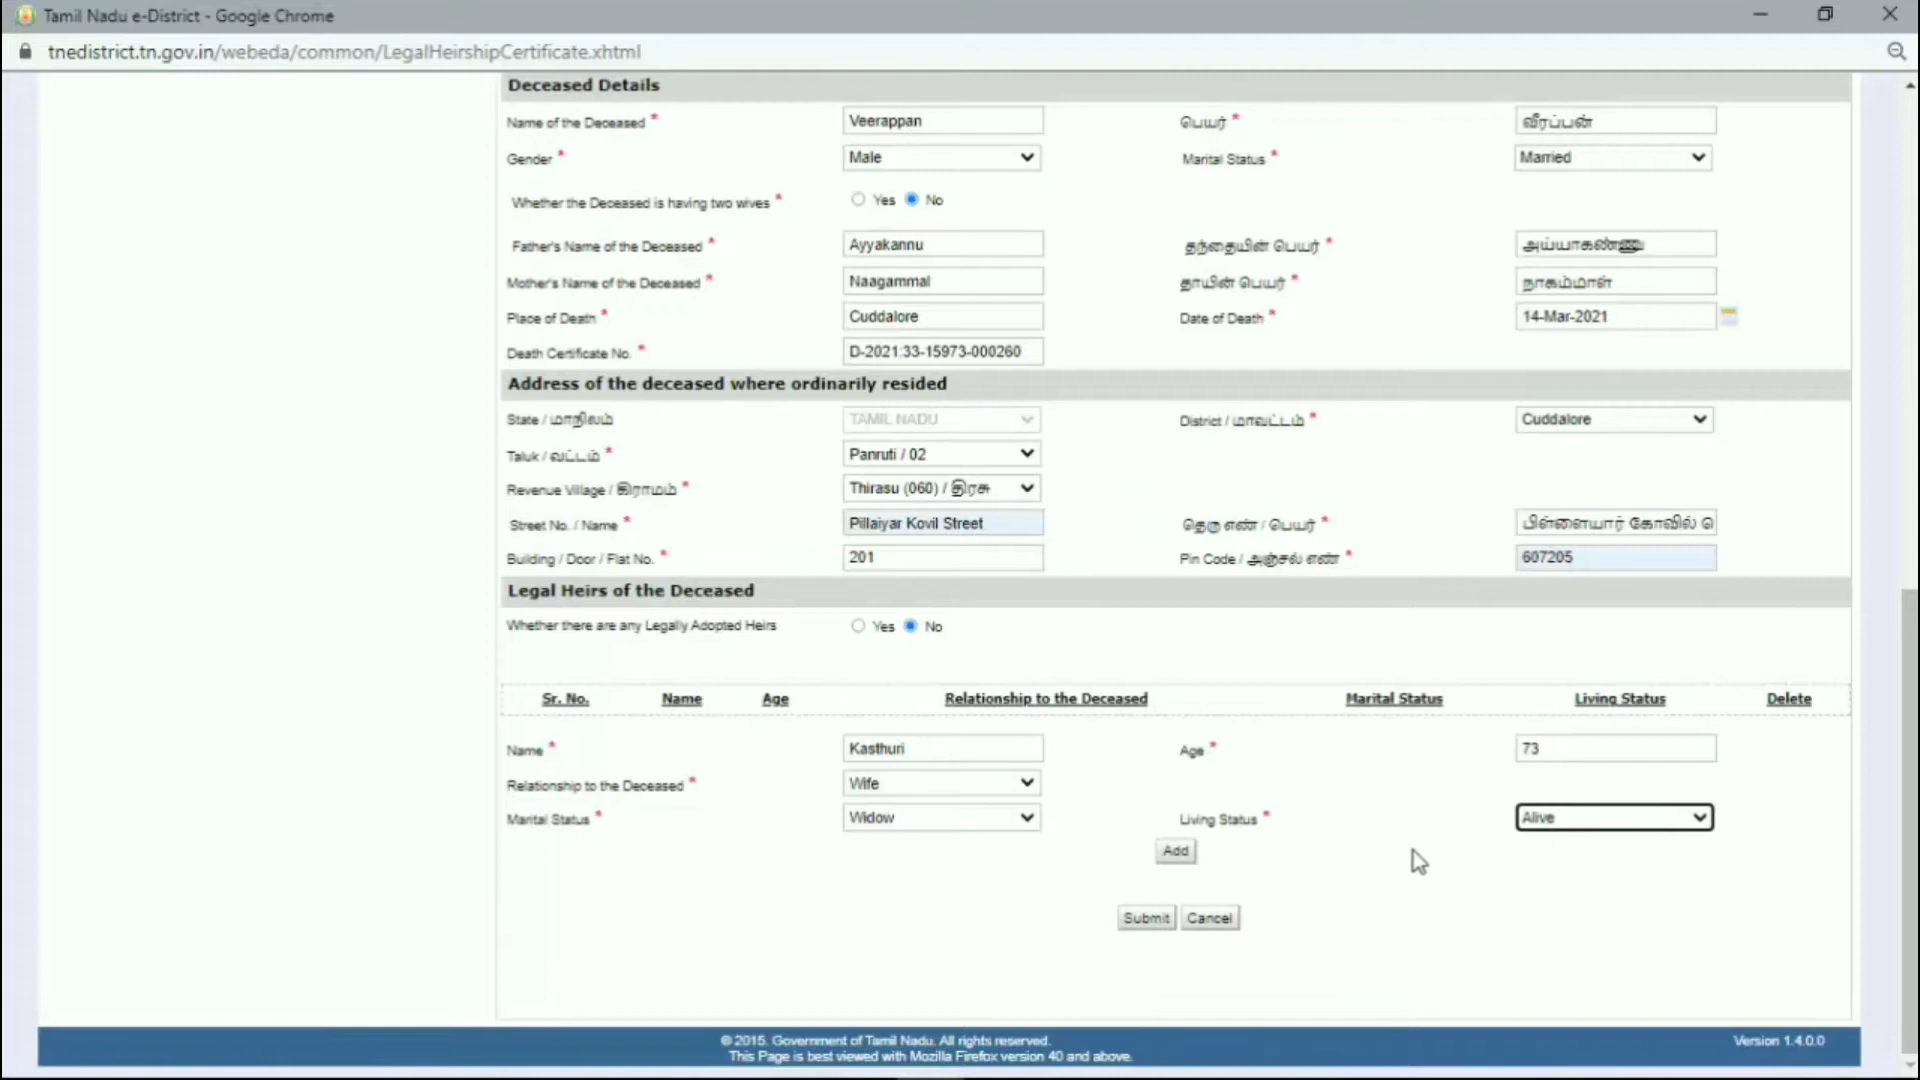 Tamil Nadu e-District - Google Chrome
tnedistrict.tn.gov.in/webeda/common/LegalHeirshipCertificate.xhtml
Deceased Details
Name of the Deceased * Veerappan பெயர் * வீரப்பன்
Gender * Male Marital Status * Married
Whether the Deceased is having two wives * Yes No
Father's Name of the Deceased * Ayyakannu தந்தையின் பெயர் * அய்யாகண்ணு
Mother's Name of the Deceased * Naagammal தாயின் பெயர் * நாகம்மாள்
Place of Death * Cuddalore Date of Death * 14-Mar-2021
Death Certificate No. * D-2021:33-15973-000260
Address of the deceased where ordinarily resided
State / மாநிலம் TAMIL NADU District / மாவட்டம் * Cuddalore
Taluk / வட்டம் * Panruti / 02
Revenue Village / கிராமம் * Thirasu (060) / திரசு
Street No. / Name * Pillaiyar Kovil Street தெரு எண் / பெயர் * பிள்ளையார் கோவில் தெ
Building / Door / Flat No. * 201 Pin Code / அஞ்சல் எண் * 607205
Legal Heirs of the Deceased
Whether there are any Legally Adopted Heirs Yes No
Sr. No. Name Age Relationship to the Deceased Marital Status Living Status Delete
Name * Kasthuri Age * 73
Relationship to the Deceased * Wife
Marital Status * Widow Living Status * Alive
Add
Submit Cancel
© 2015. Government of Tamil Nadu. All rights reserved. Version 1.4.0.0
This Page is best viewed with Mozilla Firefox version 40 and above.